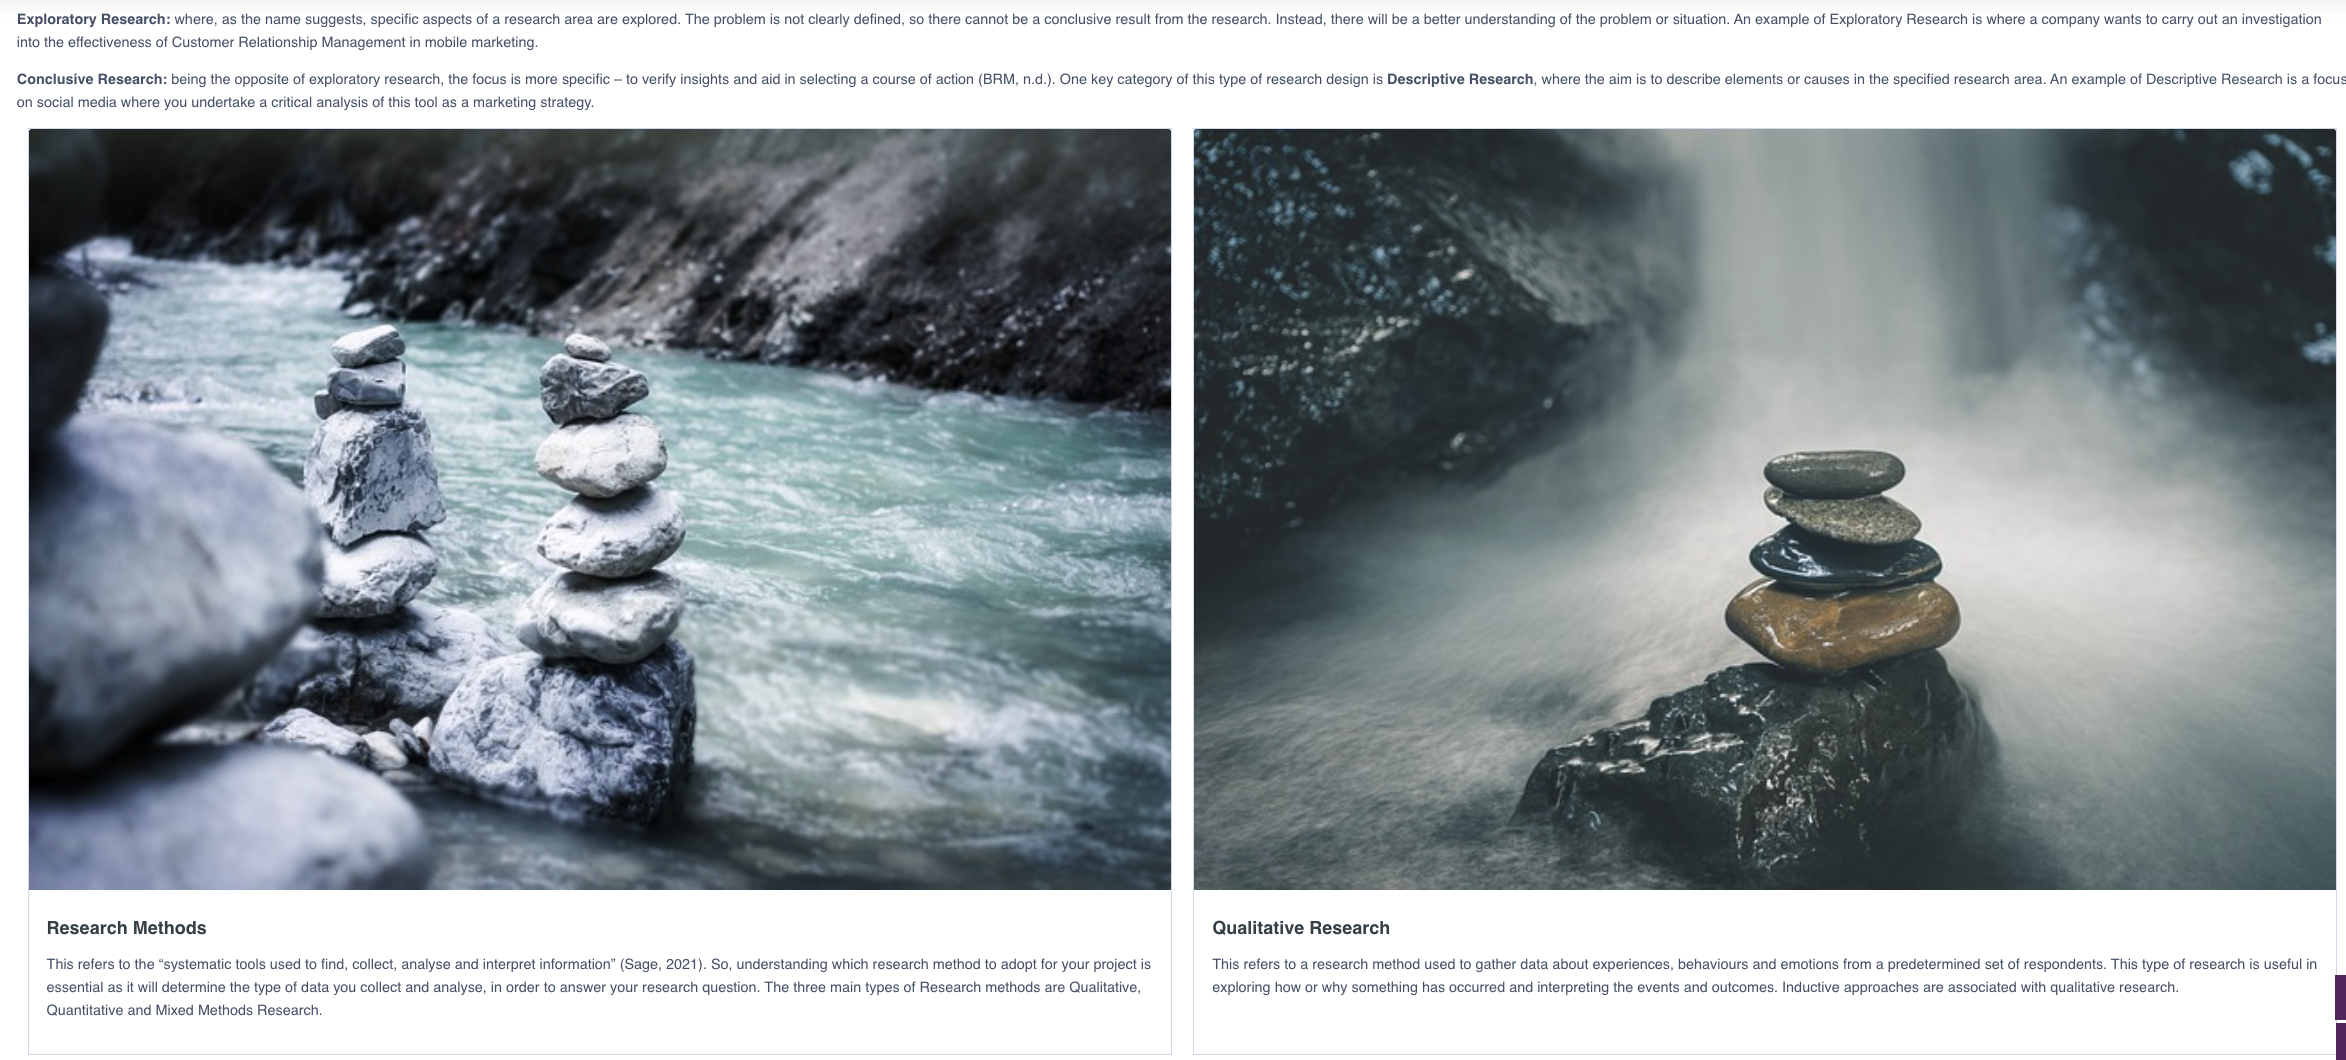 Exploratory Research: where, as the name suggests, specific aspects of a research area are explored. The problem is not clearly defined, so there cannot be a conclusive result from the research. Instead, there will be a better understanding of the problem or situation. An example of Exploratory Research is where a company wants to carry out an investigation
into the effectiveness of Customer Relationship Management in mobile marketing.
Conclusive Research: being the opposite of exploratory research, the focus is more specific – to verify insights and aid in selecting a course of action (BRM, n.d.). One key category of this type of research design is Descriptive Research, where the aim is to describe elements or causes in the specified research area. An example of Descriptive Research is a focus
on social media where you undertake a critical analysis of this tool as a marketing strategy.
Research Methods
This refers to the “systematic tools used to find, collect, analyse and interpret information” (Sage, 2021). So, understanding which research method to adopt for your project is
essential as it will determine the type of data you collect and analyse, in order to answer your research question. The three main types of Research methods are Qualitative,
Quantitative and Mixed Methods Research.
Qualitative Research
This refers to a research method used to gather data about experiences, behaviours and emotions from a predetermined set of respondents. This type of research is useful in
exploring how or why something has occurred and interpreting the events and outcomes. Inductive approaches are associated with qualitative research.